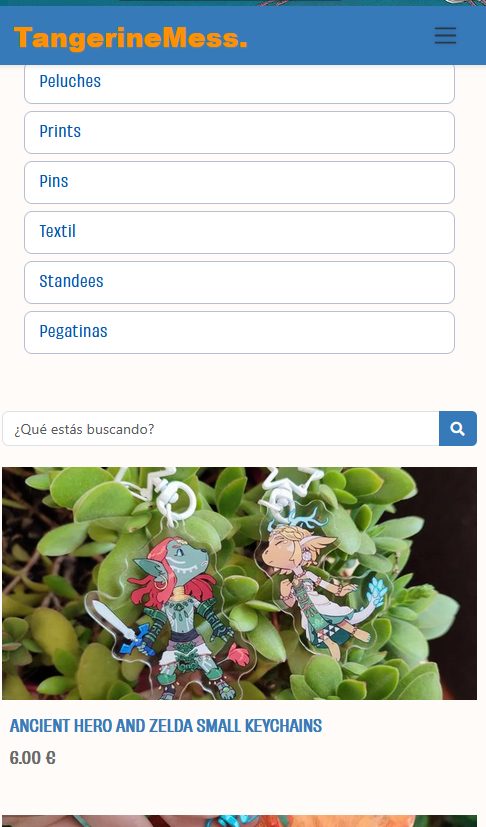 TangerineMess.
Peluches
Prints
Pins
Textil
Standees
Pegatinas
¿Qué estás buscando?
ANCIENT HERO AND ZELDA SMALL KEYCHAINS
6.00 €